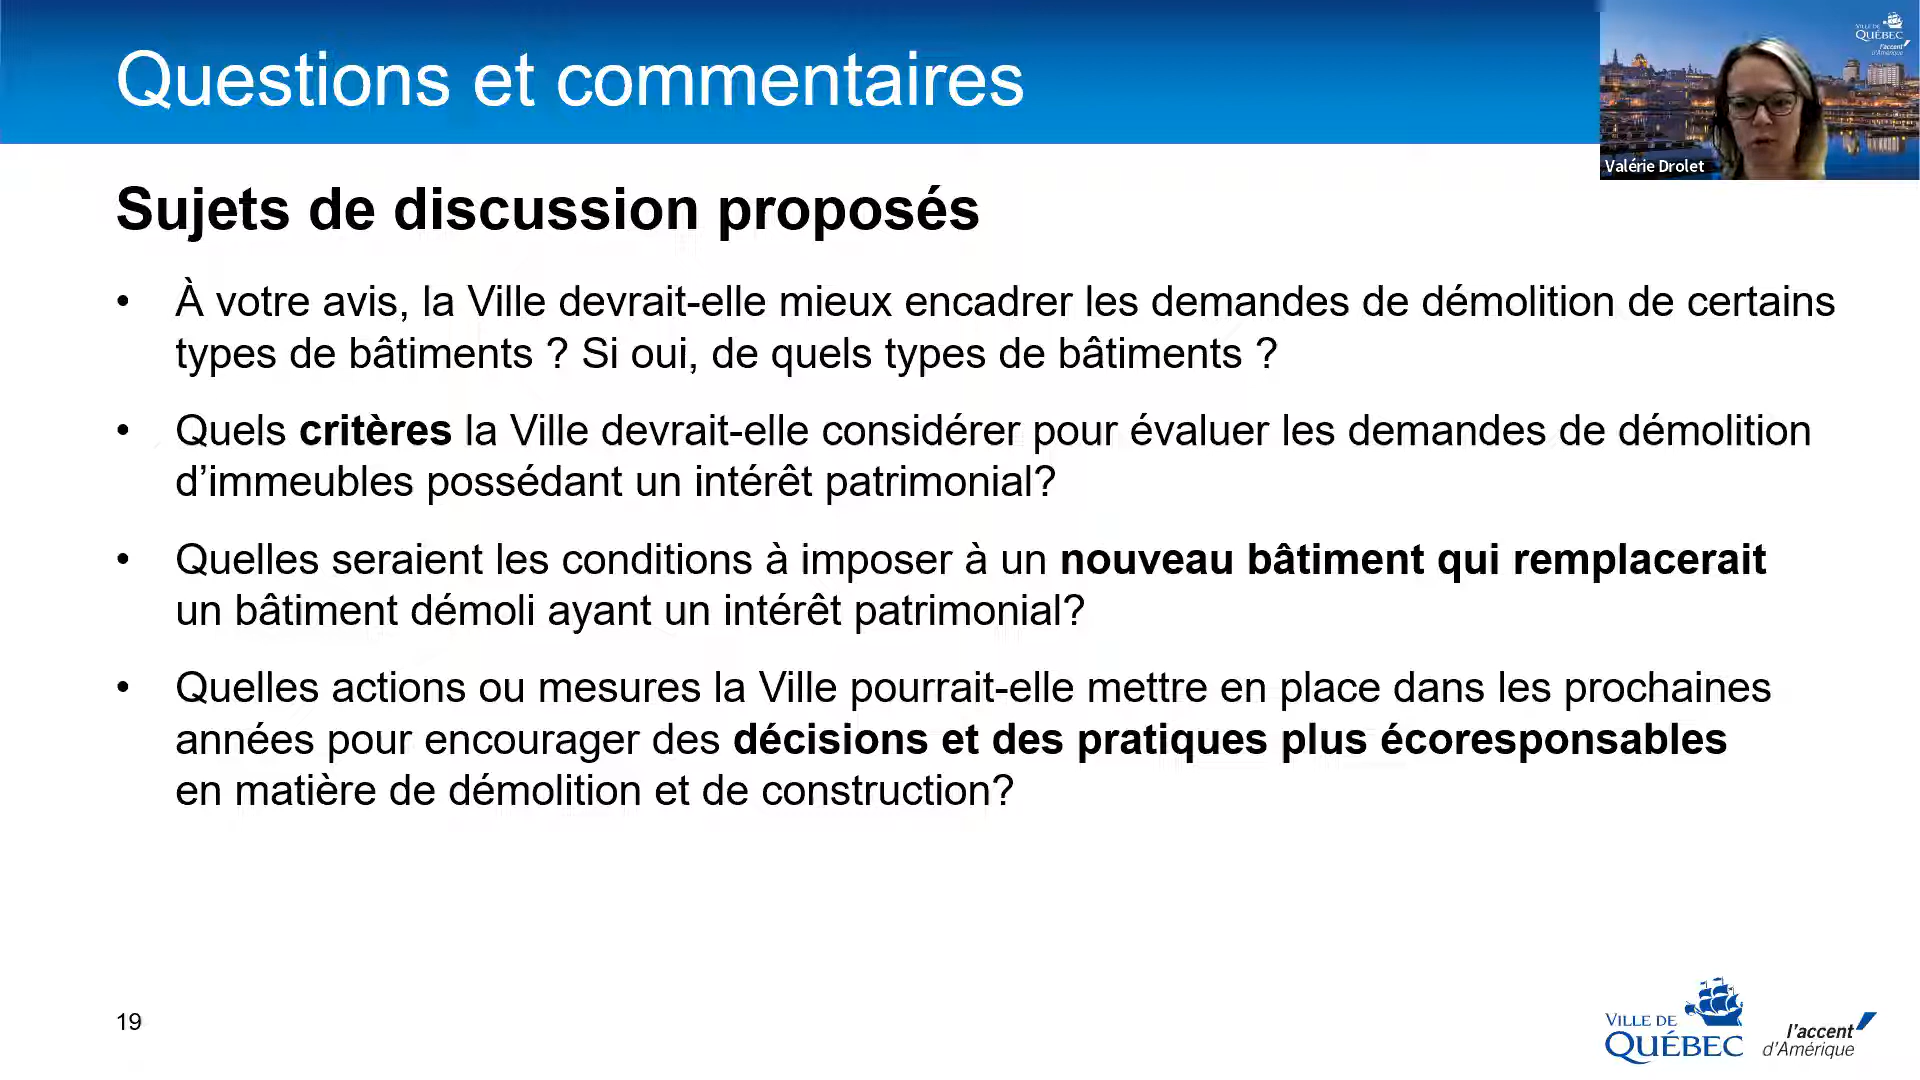 Questions et commentaires
VILLE DE
QUÉBEC
l'accent
d'Amérique
Valérie Drolet
Sujets de discussion proposés
• À votre avis, la Ville devrait-elle mieux encadrer les demandes de démolition de certains
types de bâtiments ? Si oui, de quels types de bâtiments ?
• Quels critères la Ville devrait-elle considérer pour évaluer les demandes de démolition
d’immeubles possédant un intérêt patrimonial?
• Quelles seraient les conditions à imposer à un nouveau bâtiment qui remplacerait
un bâtiment démoli ayant un intérêt patrimonial?
• Quelles actions ou mesures la Ville pourrait-elle mettre en place dans les prochaines
années pour encourager des décisions et des pratiques plus écoresponsables
en matière de démolition et de construction?
19
VILLE DE
QUÉBEC
l'accent
d'Amérique